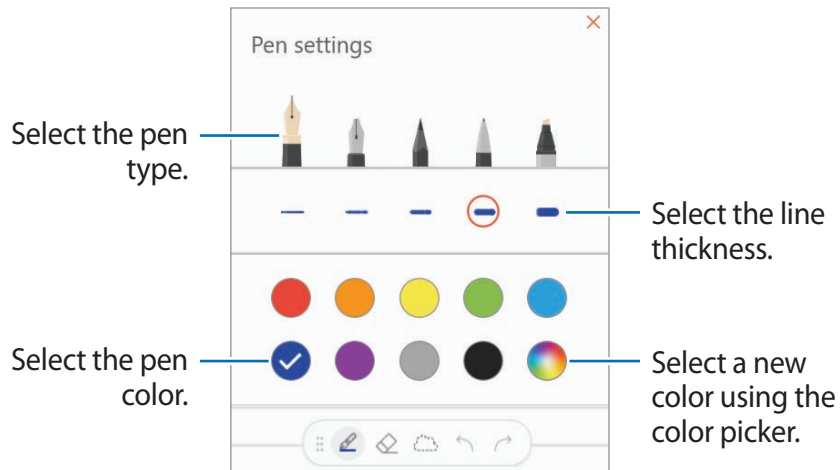 Pen settings
Select the pen
type.
Select the line
thickness.
Select the pen
color.
Select a new
color using the
color picker.